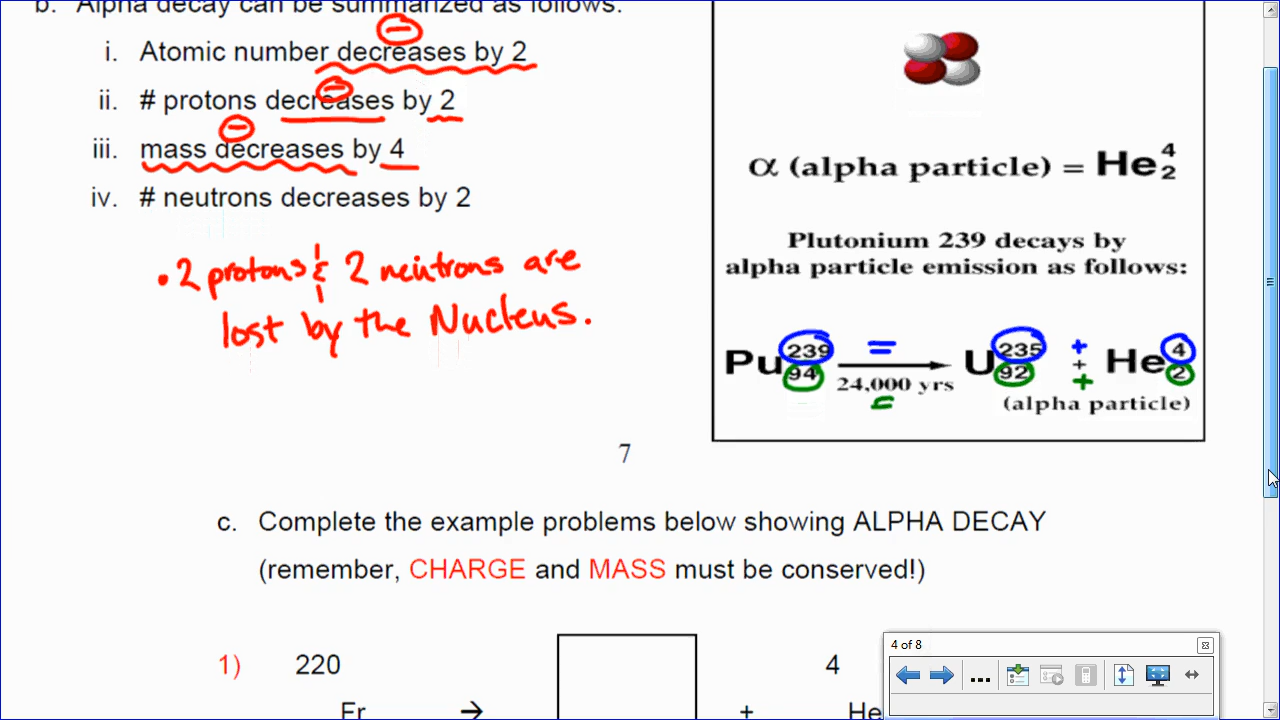 b. Alpha decay can be summarized as follows:
i. Atomic number decreases by 2
ii. # protons decreases by 2
iii. mass decreases by 4
iv. # neutrons decreases by 2
• 2 protons & 2 neutrons are
lost by the Nucleus.
α (alpha particle) = He 4 2
Plutonium 239 decays by
alpha particle emission as follows:
Pu 239 94 = → 24,000 yrs = U 235 92 + + + He 4 2
(alpha particle)
7
c. Complete the example problems below showing ALPHA DECAY
(remember, CHARGE and MASS must be conserved!)
1) 220 4
Fr → + He
4 of 8